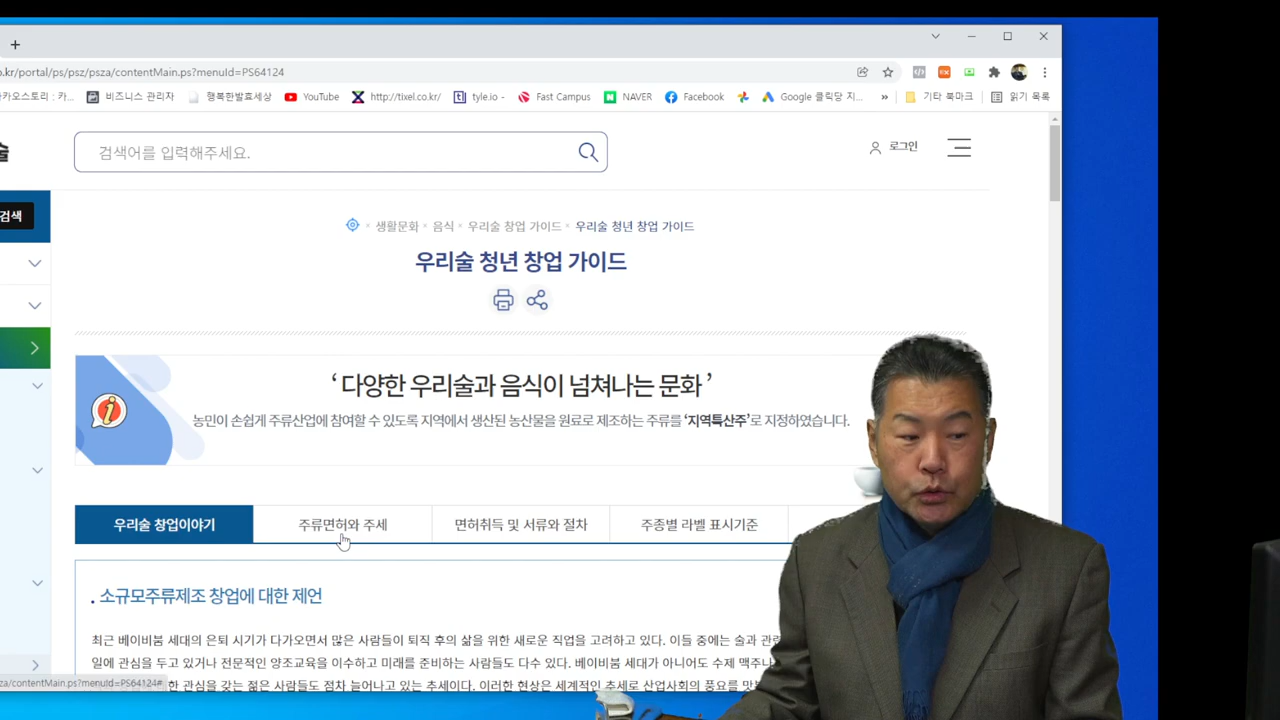 .kr/portal/ps/psz/psza/contentMain.ps?menuId=PS64124
카오스토리 : 카... 비즈니스 관리자 행복한발효세상 YouTube http://tixel.co.kr/ tyle.io - Fast Campus NAVER Facebook Google 클릭당 지... » 기타 북마크 읽기 목록
술
검색어를 입력해주세요.
로그인
검색
생활문화 음식 우리술 창업 가이드 우리술 청년 창업 가이드
우리술 청년 창업 가이드
‘ 다양한 우리술과 음식이 넘쳐나는 문화 ’
농민이 손쉽게 주류산업에 참여할 수 있도록 지역에서 생산된 농산물을 원료로 제조하는 주류를 ‘지역특산주’로 지정하였습니다.
우리술 창업이야기 주류면허와 주세 면허취득 및 서류와 절차 주종별 라벨 표시기준
. 소규모주류제조 창업에 대한 제언
최근 베이비붐 세대의 은퇴 시기가 다가오면서 많은 사람들이 퇴직 후의 삶을 위한 새로운 직업을 고려하고 있다. 이들 중에는 술과
일에 관심을 두고 있거나 전문적인 양조교육을 이수하고 미래를 준비하는 사람들도 다수 있다. 베이비붐 세대가 아니어도 수제
한 관심을 갖는 젊은 사람들도 점차 늘어나고 있는 추세이다. 이러한 현상은 세계적인 추세로 산업사회의 풍요를
za/contentMain.ps?menuId=PS64124#